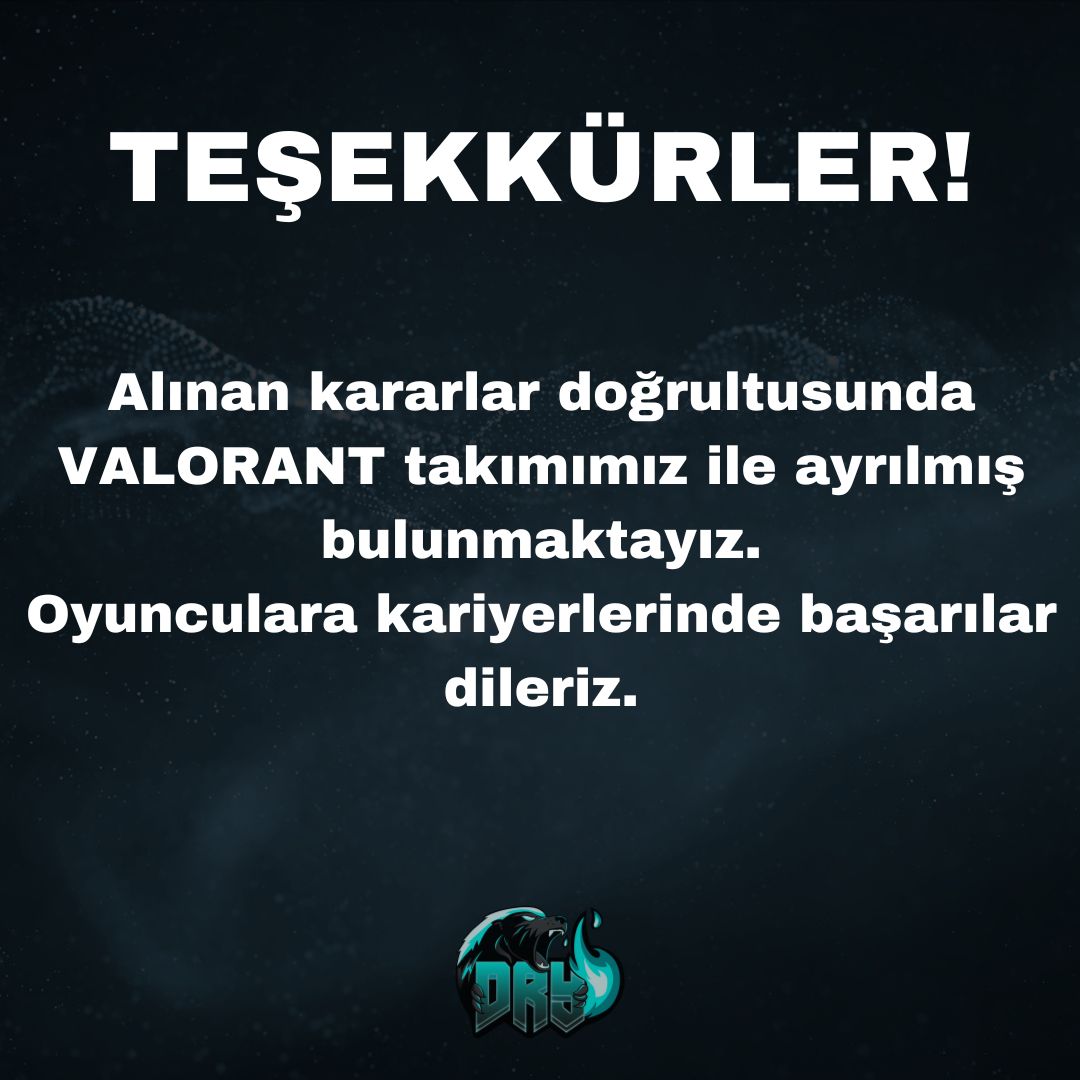 TEŞEKKÜRLER!
Alınan kararlar doğrultusunda
VALORANT takımımız ile ayrılmış
bulunmaktayız.
Oyunculara kariyerlerinde başarılar
dileriz.
DRY